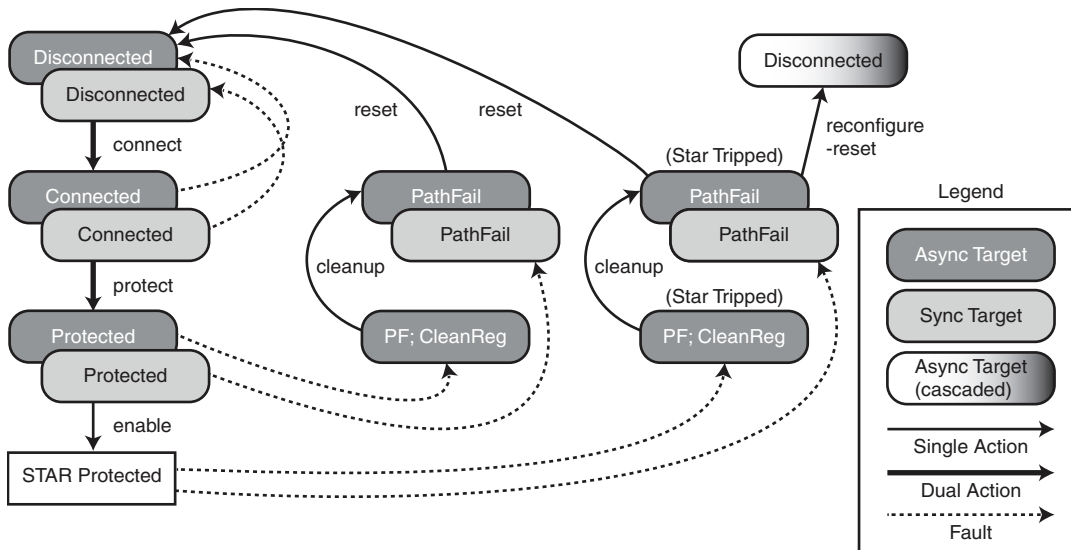 Disconnected
Disconnected
connect
Connected
Connected
protect
Protected
Protected
enable
STAR Protected
reset
PathFail
PathFail
cleanup
PF; CleanReg
reset
(Star Tripped)
PathFail
PathFail
cleanup
(Star Tripped)
PF; CleanReg
Disconnected
reconfigure
-reset
Legend
Async Target
Sync Target
Async Target
(cascaded)
Single Action
Dual Action
Fault